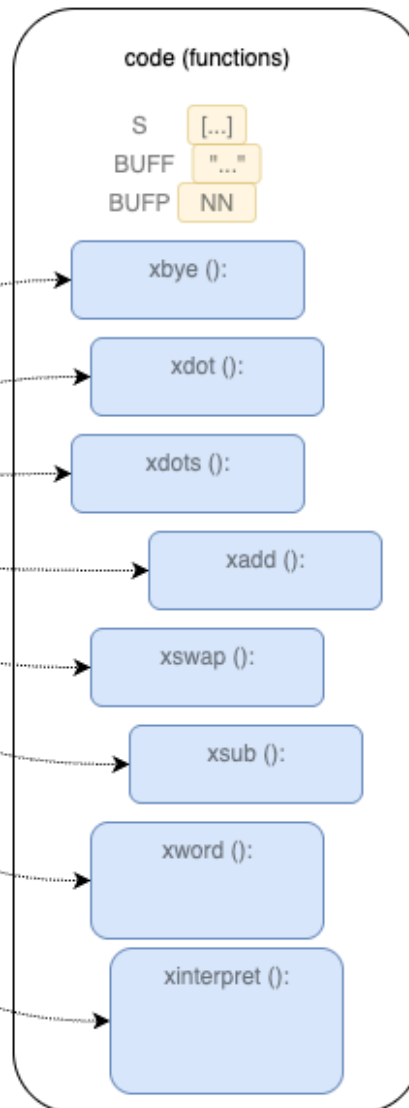 code (functions)
S [...]
BUFF "..."
BUFP NN
xbye ():
xdot ():
xdots ():
xadd ():
xswap ():
xsub ():
xword ():
xinterpret ():